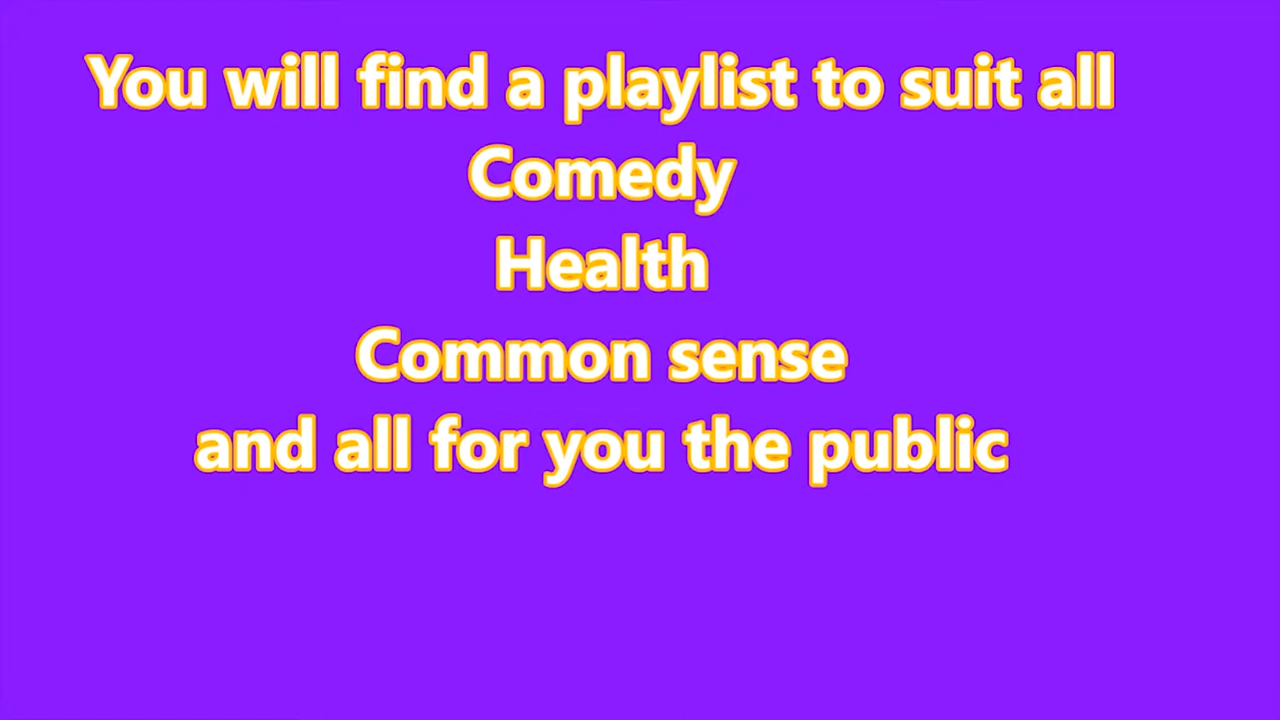 You will find a playlist to suit all
Comedy
Health
Common sense
and all for you the public